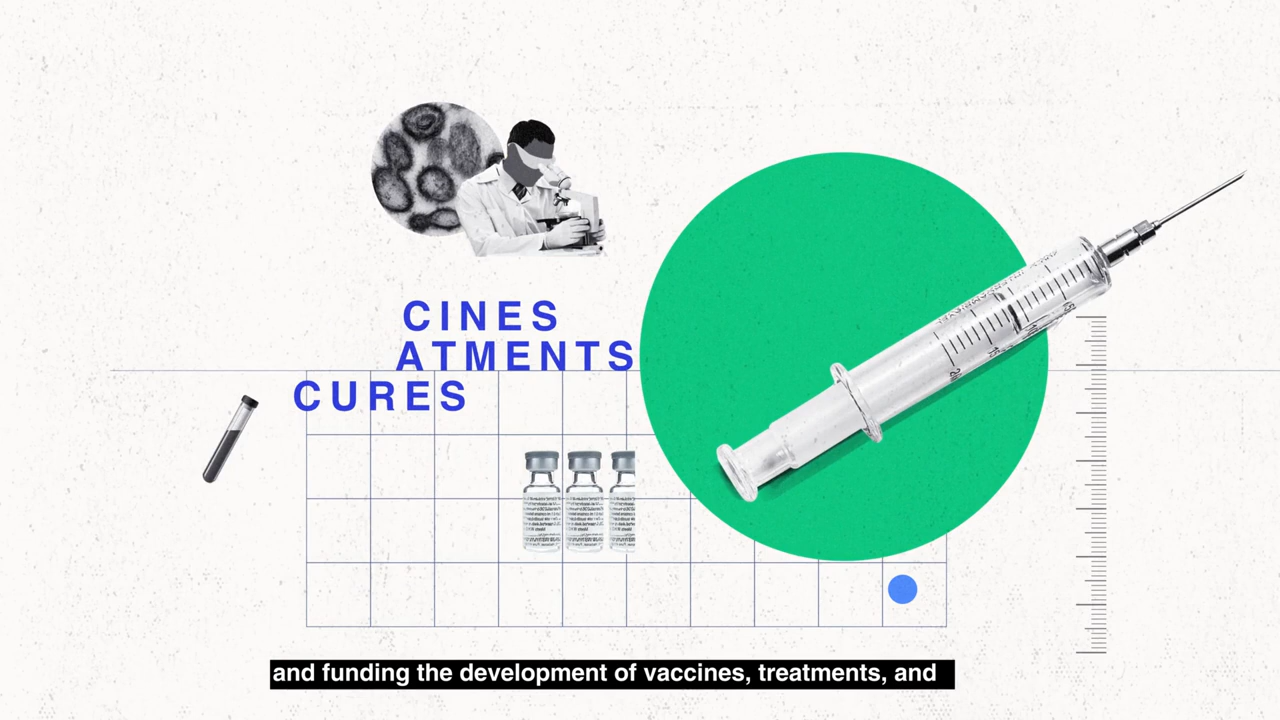 CINES
ATMENTS
CURES
and funding the development of vaccines, treatments, and